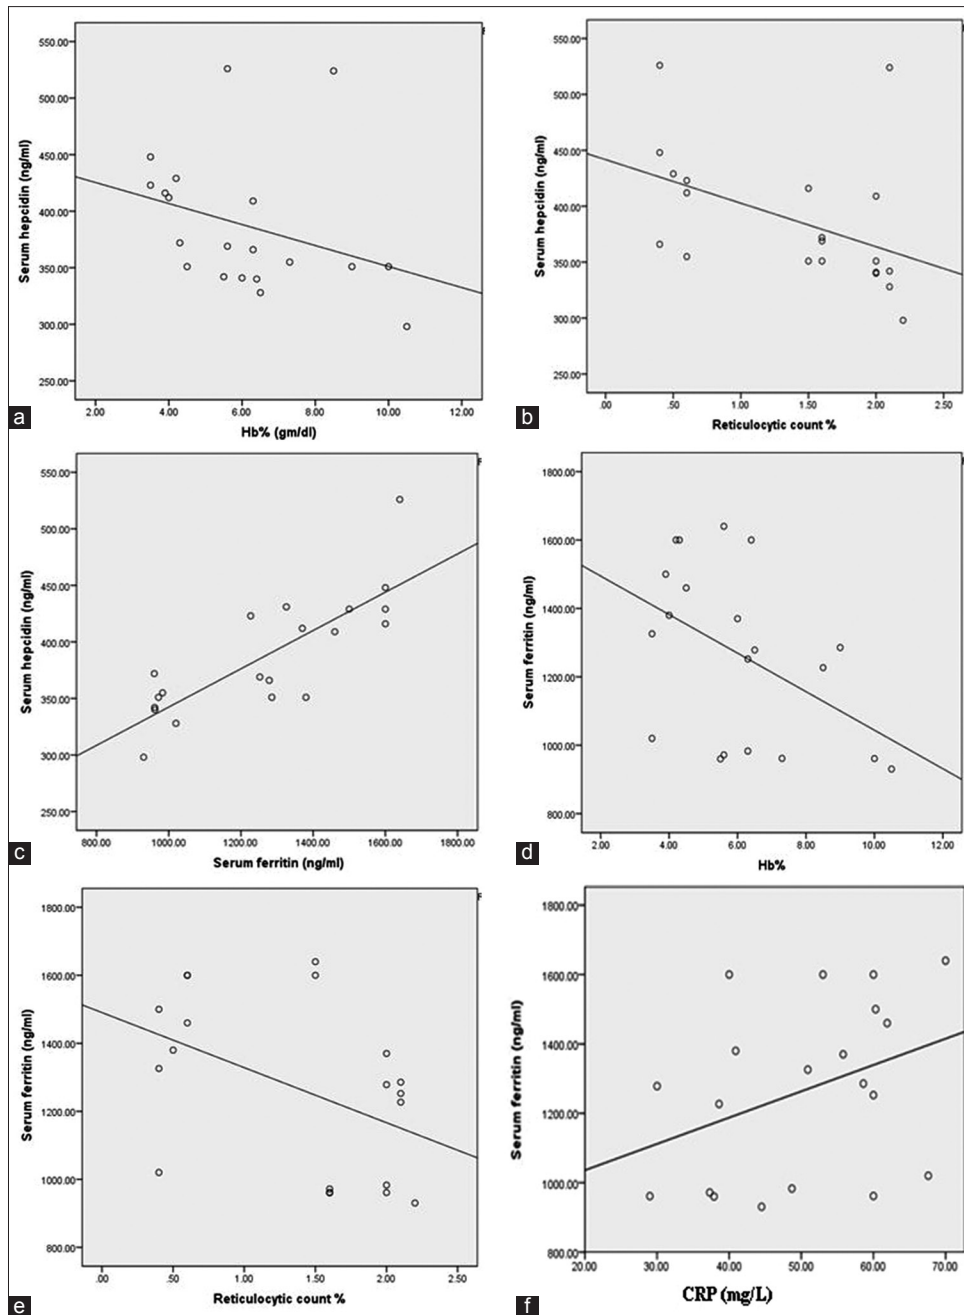 550.00
500.00
450.00
400.00
350.00
300.00
250.00
Serum hepcidin (ng/ml)
2.00 4.00 6.00 8.00 10.00 12.00
Hb% (gm/dl)
a
550.00
500.00
450.00
400.00
350.00
300.00
250.00
Serum hepcidin (ng/ml)
.00 .50 1.00 1.50 2.00 2.50
Reticulocytic count %
b
550.00
500.00
450.00
400.00
350.00
300.00
250.00
Serum hepcidin (ng/ml)
800.00 1000.00 1200.00 1400.00 1600.00
Serum ferritin (ng/ml)
c
1800.00
1600.00
1400.00
1200.00
1000.00
800.00
Serum ferritin (ng/ml)
2.00 4.00 6.00 8.00 10.00 12.00
Hb%
d
1800.00
1600.00
1400.00
1200.00
1000.00
800.00
Serum ferritin (ng/ml)
.00 .50 1.00 1.50 2.00 2.50
Reticulocytic count %
e
1800.00
1600.00
1400.00
1200.00
1000.00
800.00
Serum ferritin (ng/ml)
20.00 30.00 40.00 50.00 60.00 70.00
CRP (mg/L)
f